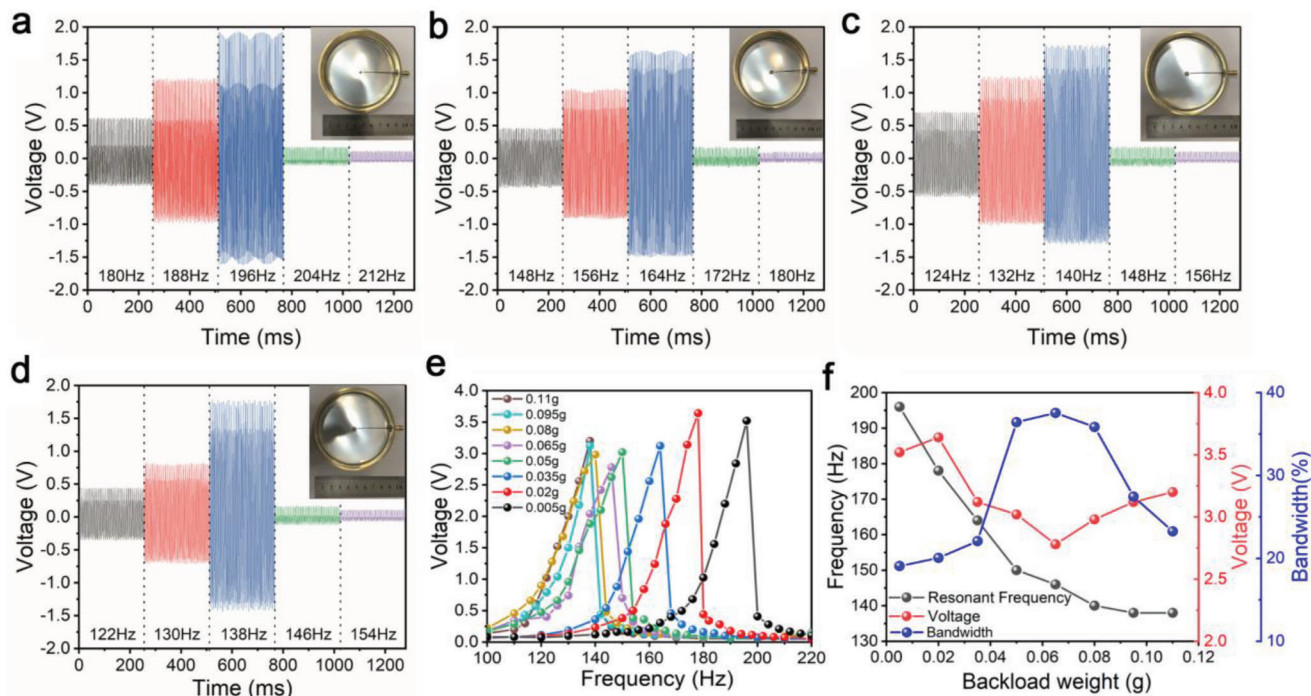 a
2.0
1.5
1.0
0.5
0.0
-0.5
-1.0
-1.5
-2.0
Voltage (V)
180Hz 188Hz 196Hz 204Hz 212Hz
0 200 400 600 800 1000 1200
Time (ms)
b
2.0
1.5
1.0
0.5
0.0
-0.5
-1.0
-1.5
-2.0
Voltage (V)
148Hz 156Hz 164Hz 172Hz 180Hz
0 200 400 600 800 1000 1200
Time (ms)
c
2.0
1.5
1.0
0.5
0.0
-0.5
-1.0
-1.5
-2.0
Voltage (V)
124Hz 132Hz 140Hz 148Hz 156Hz
0 200 400 600 800 1000 1200
Time (ms)
d
2.0
1.5
1.0
0.5
0.0
-0.5
-1.0
-1.5
-2.0
Voltage (V)
122Hz 130Hz 138Hz 146Hz 154Hz
0 200 400 600 800 1000 1200
Time (ms)
e
4.0
3.5
3.0
2.5
2.0
1.5
1.0
0.5
0.0
Voltage (V)
0.11g
0.095g
0.08g
0.065g
0.05g
0.035g
0.02g
0.005g
100 120 140 160 180 200 220
Frequency (Hz)
f
200
190
180
170
160
150
140
130
Frequency (Hz)
Resonant Frequency
Voltage
Bandwidth
0.00 0.02 0.04 0.06 0.08 0.10 0.12
Backload weight (g)
4.0
3.5
3.0
2.5
2.0
Voltage (V)
40
30
20
10
Bandwidth(%)